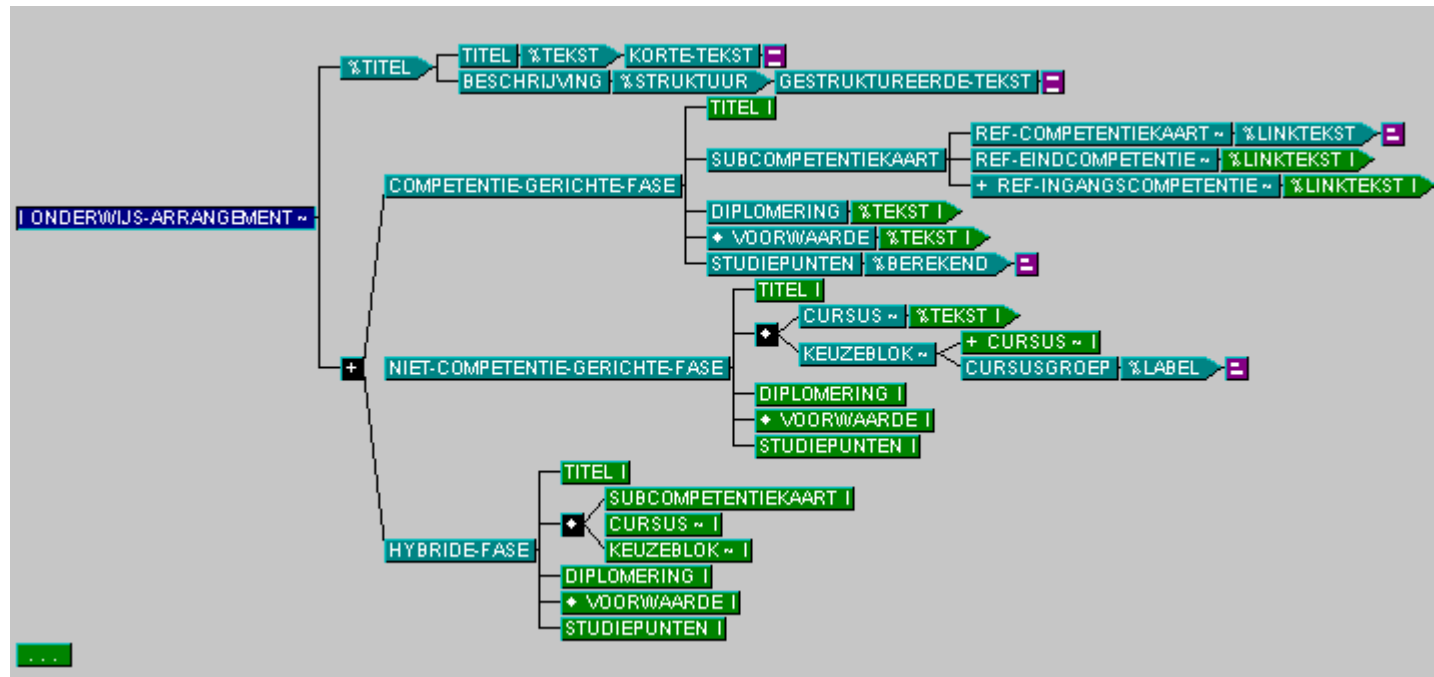 %TITEL
TITEL %TEKST KORTE-TEKST
BESCHRIJVING %STRUKTUUR GESTRUKTUREERDE-TEKST
| ONDERWIJS-ARRANGEMENT ~
+
COMPETENTIE-GERICHTE-FASE
TITEL |
SUBCOMPETENTIEKAART
REF-COMPETENTIEKAART ~ %LINKTEKST
REF-EINDCOMPETENTIE ~ %LINKTEKST |
+ REF-INGANGSCOMPETENTIE ~ %LINKTEKST |
DIPLOMERING %TEKST |
◆ VOORWAARDE %TEKST |
STUDIEPUNTEN %BEREKEND
NIET-COMPETENTIE-GERICHTE-FASE
TITEL |
◆
CURSUS ~ %TEKST |
KEUZEBLOK ~
+ CURSUS ~ |
CURSUSGROEP %LABEL
DIPLOMERING |
◆ VOORWAARDE |
STUDIEPUNTEN |
HYBRIDE-FASE
TITEL |
◆
SUBCOMPETENTIEKAART |
CURSUS ~ |
KEUZEBLOK ~ |
DIPLOMERING |
◆ VOORWAARDE |
STUDIEPUNTEN |
...